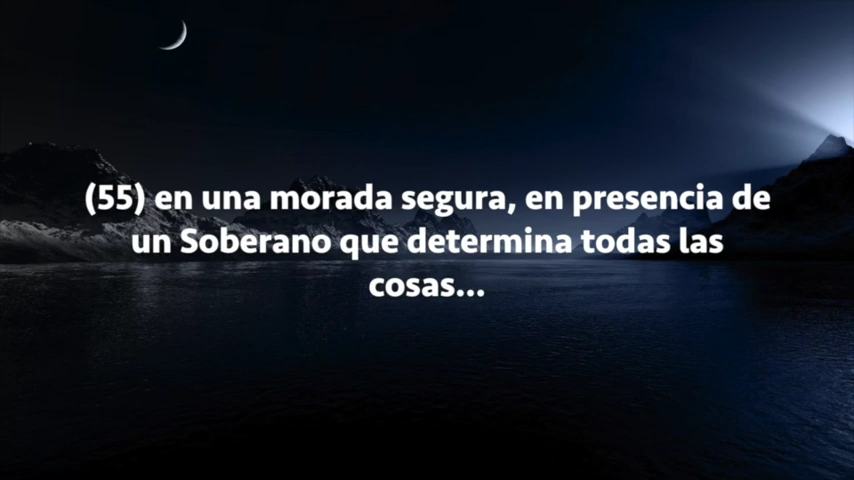 (55) en una morada segura, en presencia de
un Soberano que determina todas las
cosas...